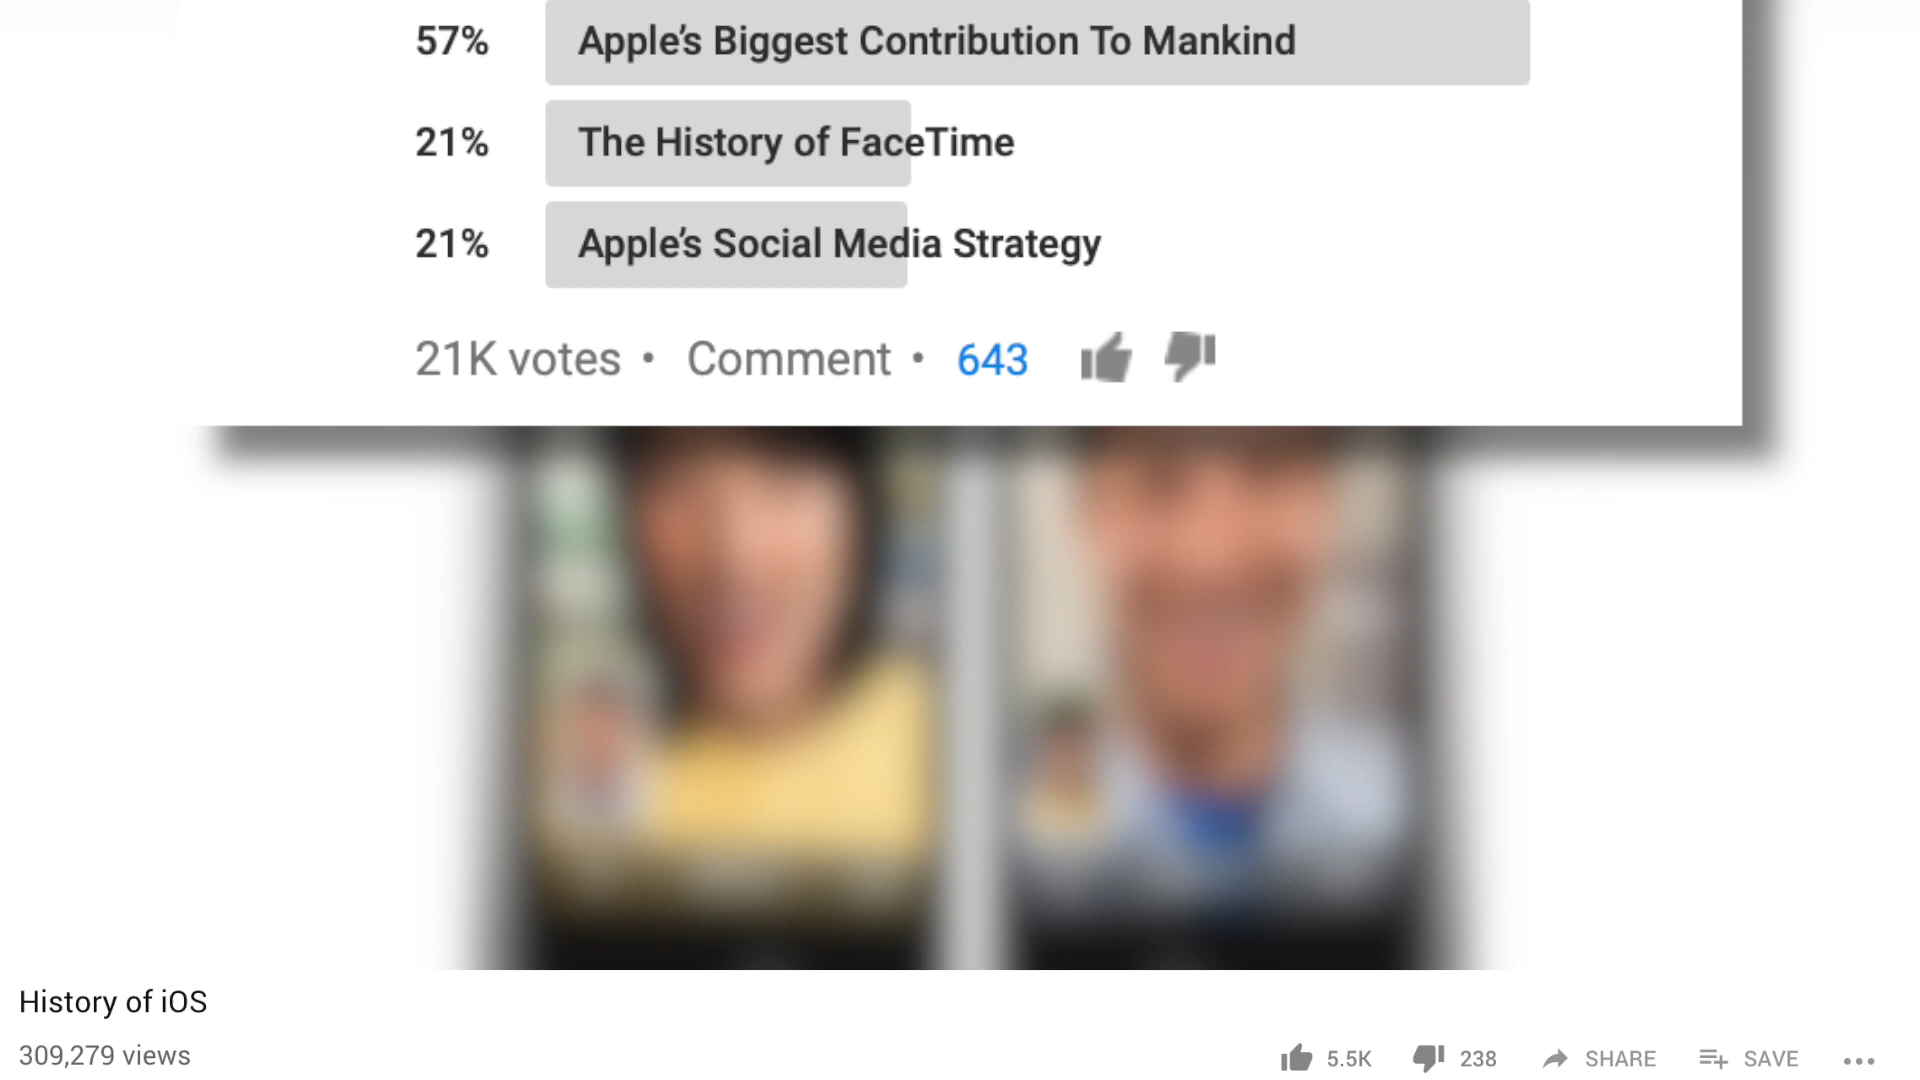 57% Apple’s Biggest Contribution To Mankind
21% The History of FaceTime
21% Apple’s Social Media Strategy
21K votes • Comment • 643
History of iOS
309,279 views
5.5K 238 SHARE SAVE